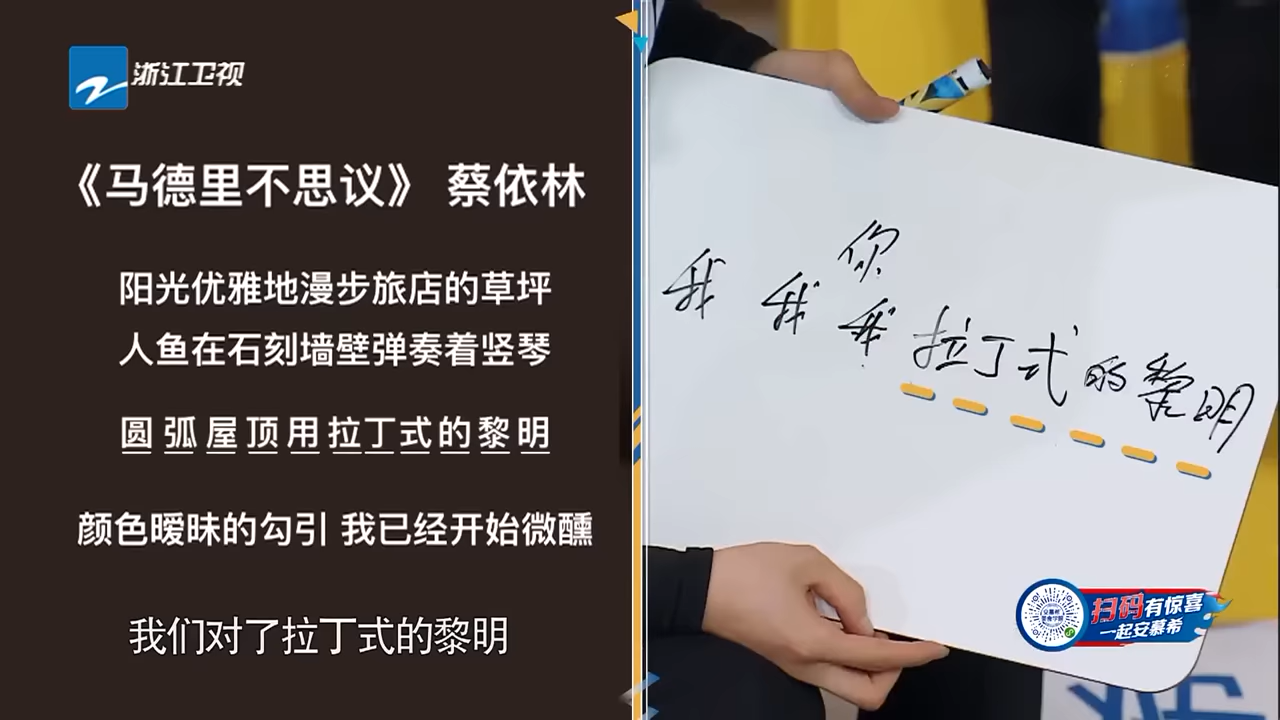 浙江卫视
《马德里不思议》 蔡依林
阳光优雅地漫步旅店的草坪
人鱼在石刻墙壁弹奏着竖琴
圆弧屋顶用拉丁式的黎明
颜色暧昧的勾引 我已经开始微醺
我们对了拉丁式的黎明
你
我 我 我 拉丁式的黎明
扫码有惊喜
一起安慕希